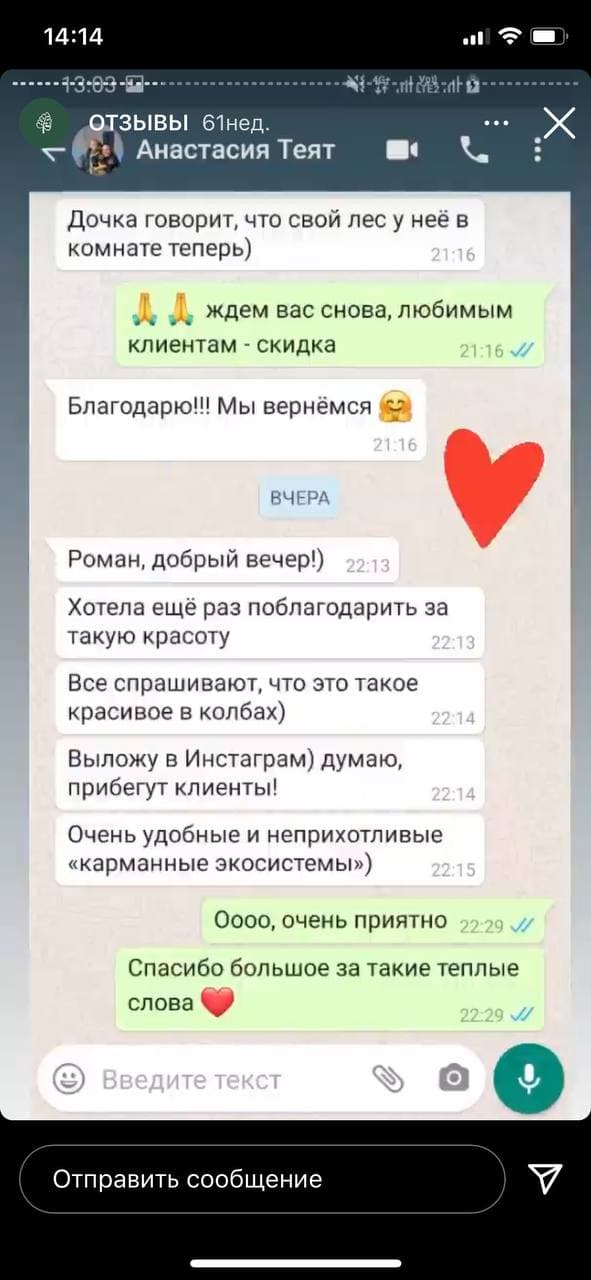 14:14
13:03
ОТЗЫВЫ 61нед.
Анастасия Теят
Дочка говорит, что свой лес у неё в
комнате теперь)
21:16
🙏 🙏 ждем вас снова, любимым
клиентам - скидка
21:16
Благодарю!!! Мы вернёмся 🤗
21:16
ВЧЕРА
Роман, добрый вечер!) 22:13
Хотела ещё раз поблагодарить за
такую красоту
22:13
Все спрашивают, что это такое
красивое в колбах)
22:14
Выложу в Инстаграм) думаю,
прибегут клиенты!
22:14
Очень удобные и неприхотливые
«карманные экосистемы»)
22:15
Оооо, очень приятно 22:29
Спасибо большое за такие теплые
слова ❤️
22:29
Введите текст
Отправить сообщение